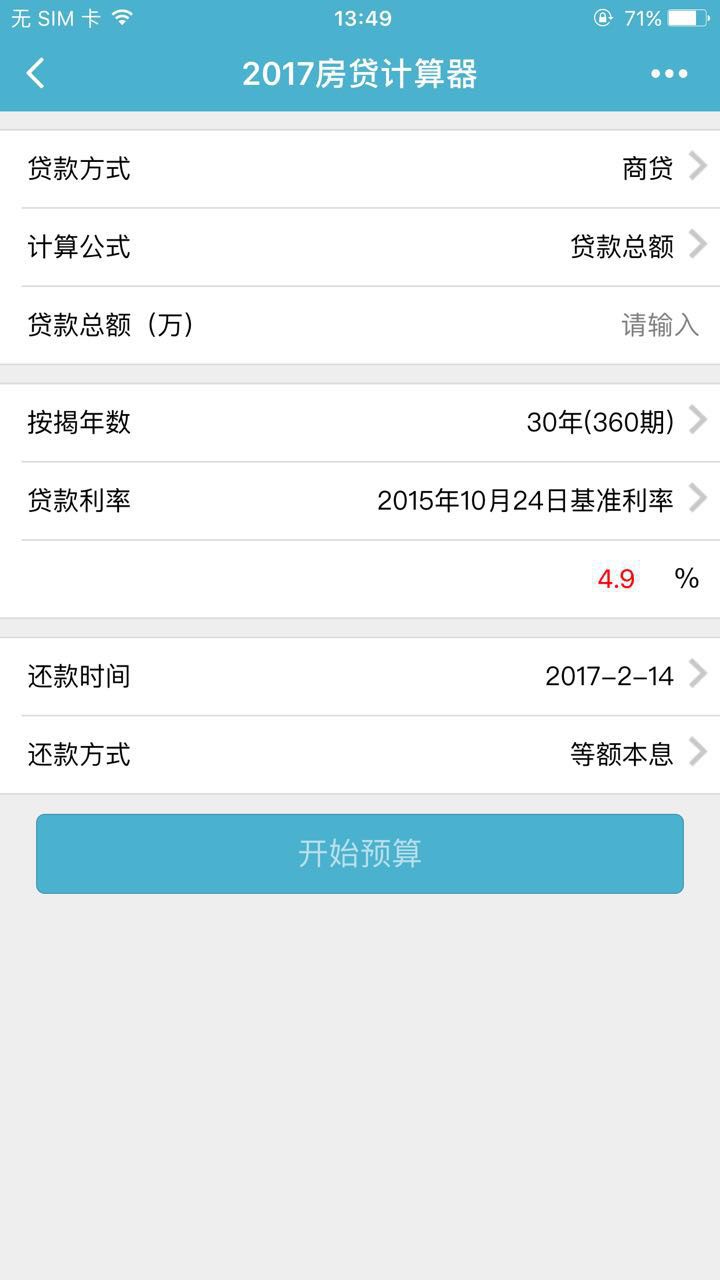 无 SIM 卡 13:49 71%
2017房贷计算器
贷款方式 商贷
计算公式 贷款总额
贷款总额（万） 请输入
按揭年数 30年(360期)
贷款利率 2015年10月24日基准利率
4.9 %
还款时间 2017-2-14
还款方式 等额本息
开始预算